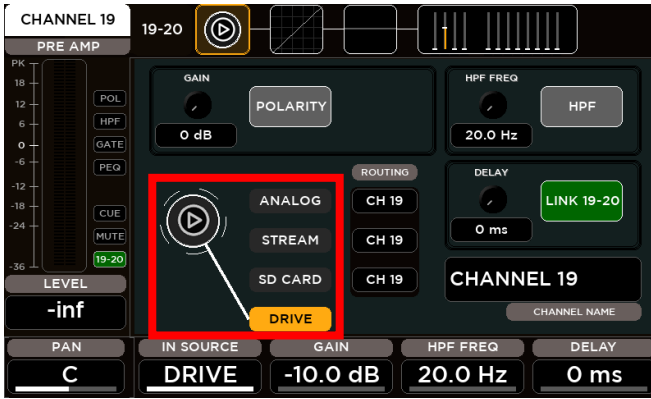 CHANNEL 19
19-20
PRE AMP
PK
18
12
6
0
-6
-12
-18
-24
-36
POL
HPF
GATE
PEQ
CUE
MUTE
19-20
LEVEL
-inf
GAIN
0 dB
POLARITY
HPF FREQ
20.0 Hz
HPF
ROUTING
ANALOG CH 19
STREAM CH 19
SD CARD CH 19
DRIVE
DELAY
0 ms
LINK 19-20
CHANNEL 19
CHANNEL NAME
PAN IN SOURCE GAIN HPF FREQ DELAY
C DRIVE -10.0 dB 20.0 Hz 0 ms